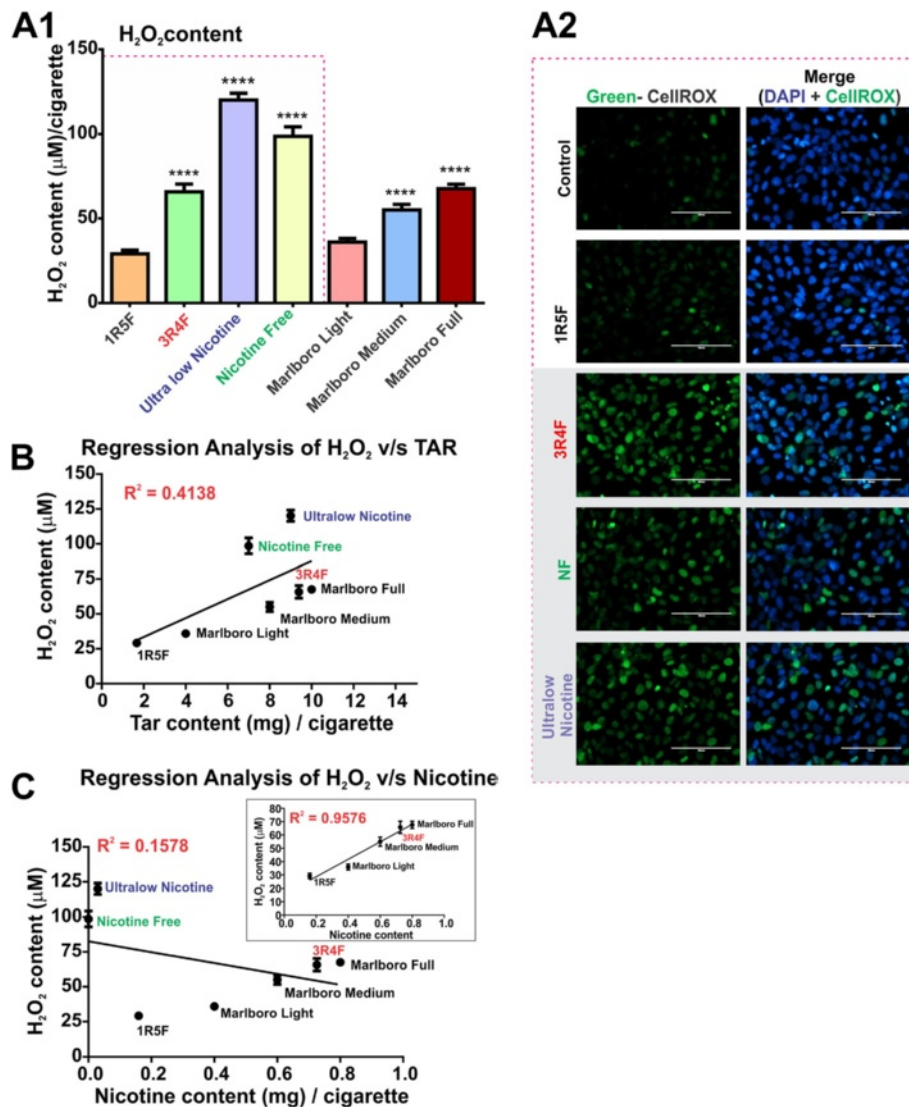 A1
H₂O₂content
H₂O₂ content (μM)/cigarette
150
100
50
0
****
****
****
****
****
1R5F
3R4F
Ultra low Nicotine
Nicotine Free
Marlboro Light
Marlboro Medium
Marlboro Full
A2
Green- CellROX
Merge
(DAPI + CellROX)
Control
1R5F
3R4F
NF
Ultralow
Nicotine
B
Regression Analysis of H₂O₂ v/s TAR
R² = 0.4138
H₂O₂ content (μM)
150
125
100
75
50
25
0
Ultralow Nicotine
Nicotine Free
3R4F
Marlboro Full
Marlboro Medium
Marlboro Light
1R5F
0 2 4 6 8 10 12 14
Tar content (mg) / cigarette
C
Regression Analysis of H₂O₂ v/s Nicotine
R² = 0.1578
H₂O₂ content (μM)
150
125
100
75
50
25
0
Ultralow Nicotine
Nicotine Free
3R4F
Marlboro Full
Marlboro Medium
Marlboro Light
1R5F
0.0 0.2 0.4 0.6 0.8 1.0
Nicotine content (mg) / cigarette
R² = 0.9576
H₂O₂ content (μM)
80
70
60
50
40
30
20
10
0
Marlboro Full
3R4F
Marlboro Medium
Marlboro Light
1R5F
0.0 0.2 0.4 0.6 0.8 1.0
Nicotine content